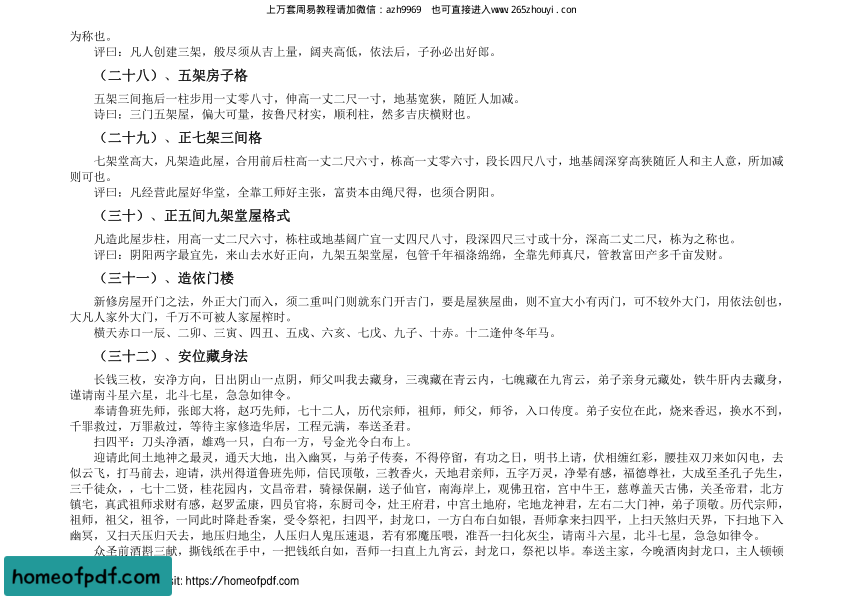 上万套周易教程请加微信：azh9969　也可直接进入www.265zhouyi.com
为称也。
评曰：凡人创建三架，般尽须从吉上量，阔夹高低，依法后，子孙必出好郎。
（二十八）、五架房子格
五架三间拖后一柱步用一丈零八寸，伸高一丈二尺一寸，地基宽狭，随匠人加减。
诗曰：三门五架屋，偏大可量，按鲁尺材实，顺利柱，然多吉庆横财也。
（二十九）、正七架三间格
七架堂高大，凡架造此屋，合用前后柱高一丈二尺六寸，栋高一丈零六寸，段长四尺八寸，地基阔深穿高狭随匠人和主人意，所加减
则可也。
评曰：凡经营此屋好华堂，全靠工师好主张，富贵本由绳尺得，也须合阴阳。
（三十）、正五间九架堂屋格式
凡造此屋步柱，用高一丈二尺六寸，栋柱或地基阔广宜一丈四尺八寸，段深四尺三寸或十分，深高二丈二尺，栋为之称也。
评曰：阴阳两字最宜先，来山去水好正向，九架五架堂屋，包管千年福涤绵绵，全靠先师真尺，管教富田产多千亩发财。
（三十一）、造依门楼
新修房屋开门之法，外正大门而入，须二重叫门则就东门开吉门，要是屋狭屋曲，则不宜大小有丙门，可不较外大门，用依法创也，
大凡人家外大门，千万不可被人家屋榨时。
横天赤口一辰、二卯、三寅、四丑、五戍、六亥、七戊、九子、十赤。十二逢仲冬年马。
（三十二）、安位藏身法
长钱三枚，安净方向，日出阴山一点阴，师父叫我去藏身，三魂藏在青云内，七魄藏在九宵云，弟子亲身元藏处，铁牛肝内去藏身，
谨请南斗星六星，北斗七星，急急如律令。
奉请鲁班先师，张郎大将，赵巧先师，七十二人，历代宗师，祖师，师父，师爷，入口传度。弟子安位在此，烧来香迟，换水不到，
千罪救过，万罪赦过，等待主家修造华居，工程元满，奉送圣君。
扫四平：刀头净酒，雄鸡一只，白布一方，号金光令白布上。
迎请此间土地神之最灵，通天大地，出入幽冥，与弟子传奏，不得停留，有功之日，明书上请，伏相缠红彩，腰挂双刀来如闪电，去
似云飞，打马前去，迎请，洪州得道鲁班先师，信民顶敬，三教香火，天地君亲师，五字万灵，净晕有感，福德尊社，大成至圣孔子先生，
三千徒众，，七十二贤，桂花园内，文昌帝君，骑禄保嗣，送子仙官，南海岸上，观佛丑宿，宫中牛王，慈尊盖天古佛，关圣帝君，北方
镇宅，真武祖师求财有感，赵罗孟康，四员官将，东厨司令，灶王府君，中宫土地府，宅地龙神君，左右二大门神，弟子顶敬。历代宗师，
祖师，祖父，祖爷，一同此时降赴香案，受令祭祀，扫四平，封龙口，一方白布白如银，吾师拿来扫四平，上扫天煞归天界，下扫地下入
幽冥，又扫天压归天去，地压归地尘，人压归人鬼压速退，若有邪魔压喂，准吾一扫化灰尘，请南斗六星，北斗七星，急急如律令。
众圣前酒斟三献，撕钱纸在手中，一把钱纸白如，吾师一扫直上九宵云，封龙口，祭祀以毕。奉送主家，今晚酒肉封龙口，主人顿顿
homeofpdf.com
sit: https://homeofpdf.com